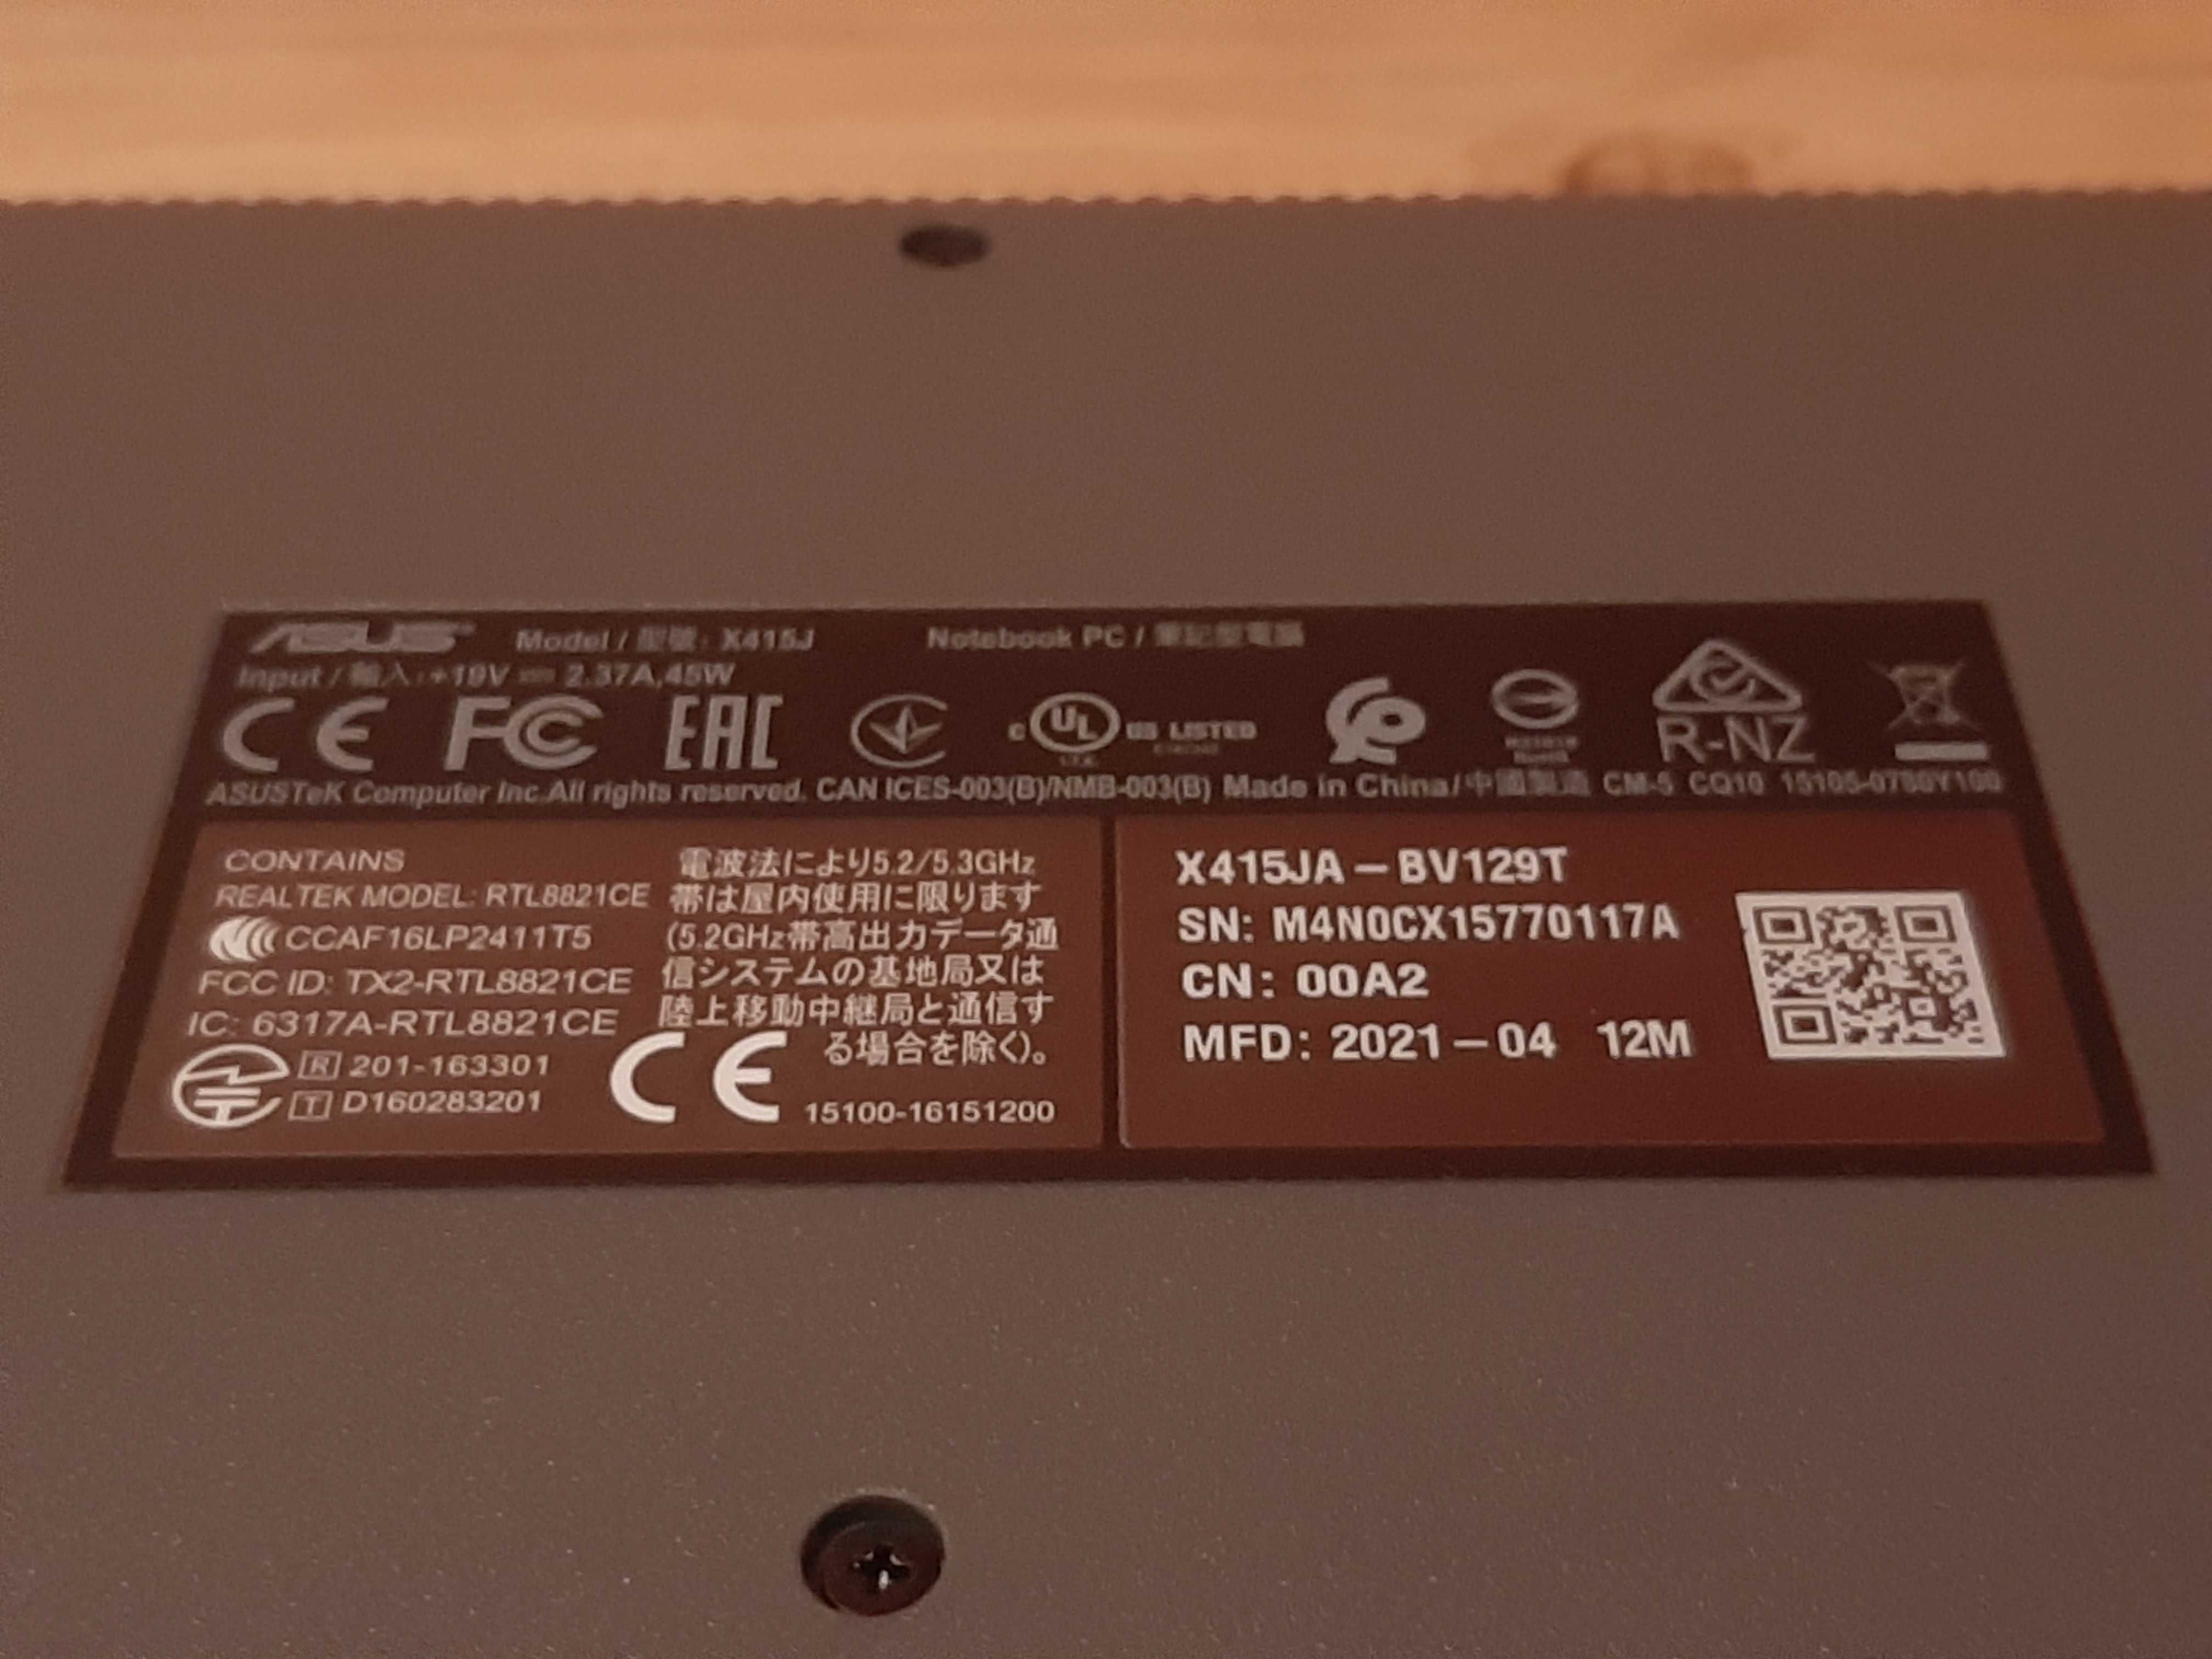 ASUS Model / 型號: X415J Notebook PC / 筆記型電腦
Input / 輸入: +19V ⎓ 2.37A, 45W
CE FC EAC c UL US LISTED R-NZ
ASUSTeK Computer Inc. All rights reserved. CAN ICES-003(B)/NMB-003(B) Made in China/中國製造 CM-5 CQ10 15105-0780Y100
CONTAINS
REALTEK MODEL: RTL8821CE
CCAF16LP2411T5
FCC ID: TX2-RTL8821CE
IC: 6317A-RTL8821CE
R 201-163301
T D160283201
電波法により5.2/5.3GHz
帯は屋内使用に限ります
(5.2GHz帯高出力データ通
信システムの基地局又は
陸上移動中継局と通信す
る場合を除く)。
CE 15100-16151200
X415JA-BV129T
SN: M4N0CX15770117A
CN: 00A2
MFD: 2021-04 12M